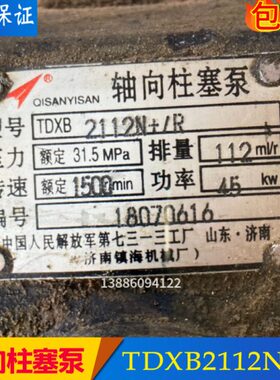 保证
包
QISANYISAN
轴向柱塞泵
型号 TDXB 2112N+/R
压力 额定 31.5 MPa 排量 112 ml/r
转速 额定 1500 min 功率 45 kw
编号 18070616
中国人民解放军第七三一三工厂 山东·济南
（济南镇海机械厂）
13886094122
向柱塞泵
TDXB2112N